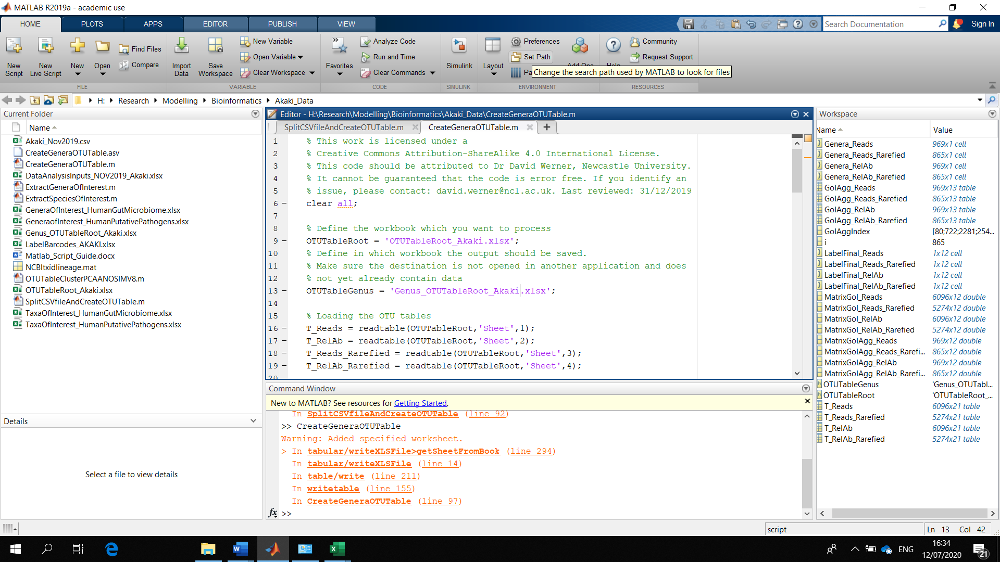 MATLAB R2019a - academic use
HOME PLOTS APPS EDITOR PUBLISH VIEW
Search Documentation
Sign In
New Script
New Live Script
New
Open
Find Files
Compare
FILE
Import Data
Save Workspace
New Variable
Open Variable
Clear Workspace
VARIABLE
Favorites
Analyze Code
Run and Time
Clear Commands
CODE
Simulink
SIMULINK
Layout
Preferences
Set Path
Change the search path used by MATLAB to look for files
ENVIRONMENT
Community
Request Support
RESOURCES
H: Research Modelling Bioinformatics Akaki_Data
Current Folder
Name
Akaki_Nov2019.csv
CreateGeneraOTUTable.asv
CreateGeneraOTUTable.m
DataAnalysisInputs_NOV2019_Akaki.xlsx
ExtractGeneraOfInterest.m
ExtractSpeciesOfInterest.m
GeneraOfInterest_HumanGutMicrobiome.xlsx
GeneraofInterest_HumanPutativePathogens.xlsx
Genus_OTUTableRoot_Akaki.xlsx
LabelBarcodes_AKAKI.xlsx
Matlab_Script_Guide.docx
NCBItxidlineage.mat
OTUTableClusterPCAANOSIMV8.m
OTUTableRoot_Akaki.xlsx
SplitCSVfileAndCreateOTUTable.m
TaxaOfInterest_HumanGutMicrobiome.xlsx
TaxaOfInterest_HumanPutativePathogens.xlsx
Details
Select a file to view details
Editor - H:\Research\Modelling\Bioinformatics\Akaki_Data\CreateGeneraOTUTable.m
SplitCSVfileAndCreateOTUTable.m CreateGeneraOTUTable.m
1 % This work is licensed under a
2 % Creative Commons Attribution-ShareAlike 4.0 International License.
3 % This code should be attributed to Dr David Werner, Newcastle University.
4 % It cannot be guaranteed that the code is error free. If you identify an
5 % issue, please contact: david.werner@ncl.ac.uk. Last reviewed: 31/12/2019
6 clear all;
7
8 % Define the workbook which you want to process
9 OTUTableRoot = 'OTUTableRoot_Akaki.xlsx';
10 % Define in which workbook the output should be saved.
11 % Make sure the destination is not opened in another application and does
12 % not yet already contain data
13 OTUTableGenus = 'Genus_OTUTableRoot_Akaki.xlsx';
14
15 % Loading the OTU tables
16 T_Reads = readtable(OTUTableRoot,'Sheet',1);
17 T_RelAb = readtable(OTUTableRoot,'Sheet',2);
18 T_Reads_Rarefied = readtable(OTUTableRoot,'Sheet',3);
19 T_RelAb_Rarefied = readtable(OTUTableRoot,'Sheet',4);
20
Command Window
New to MATLAB? See resources for Getting Started.
In SplitCSVfileAndCreateOTUTable (line 92)
>> CreateGeneraOTUTable
Warning: Added specified worksheet.
> In tabular/writeXLSFile>getSheetFromBook (line 294)
In tabular/writeXLSFile (line 14)
In table/write (line 211)
In writetable (line 155)
In CreateGeneraOTUTable (line 97)
fx >>
Workspace
Name Value
Genera_Reads 969x1 cell
Genera_Reads_Rarefied 865x1 cell
Genera_RelAb 969x1 cell
Genera_RelAb_Rarefied 865x1 cell
GoIAgg_Reads 969x13 table
GoIAgg_Reads_Rarefied 865x13 table
GoIAgg_RelAb 969x13 table
GoIAgg_RelAb_Rarefied 865x13 table
GoIAggIndex [80;722;2281;254...
i 865
LabelFinal_Reads 1x12 cell
LabelFinal_Reads_Rarefied 1x12 cell
LabelFinal_RelAb 1x12 cell
LabelFinal_RelAb_Rarefied 1x12 cell
MatrixGoI_Reads 6096x12 double
MatrixGoI_Reads_Rarefied 5274x12 double
MatrixGoI_RelAb 6096x12 double
MatrixGoI_RelAb_Rarefied 5274x12 double
MatrixGoIAgg_Reads 969x12 double
MatrixGoIAgg_Reads_Rarefi... 865x12 double
MatrixGoIAgg_RelAb 969x12 double
MatrixGoIAgg_RelAb_Rarefi... 865x12 double
OTUTableGenus 'Genus_OTUTabl...
OTUTableRoot 'OTUTableRoot_...
T_Reads 6096x21 table
T_Reads_Rarefied 5274x21 table
T_RelAb 6096x21 table
T_RelAb_Rarefied 5274x21 table
script
Ln 13 Col 42
ENG
16:34
12/07/2020
21